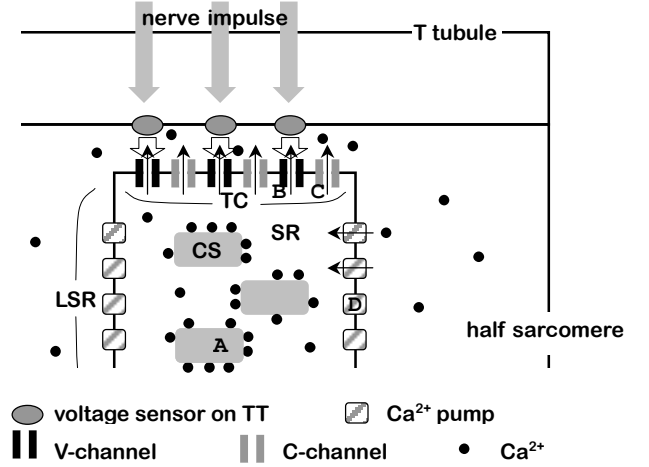 nerve impulse
T tubule
B
C
TC
SR
CS
LSR
D
half sarcomere
A
voltage sensor on TT
Ca²⁺ pump
V-channel
C-channel
Ca²⁺